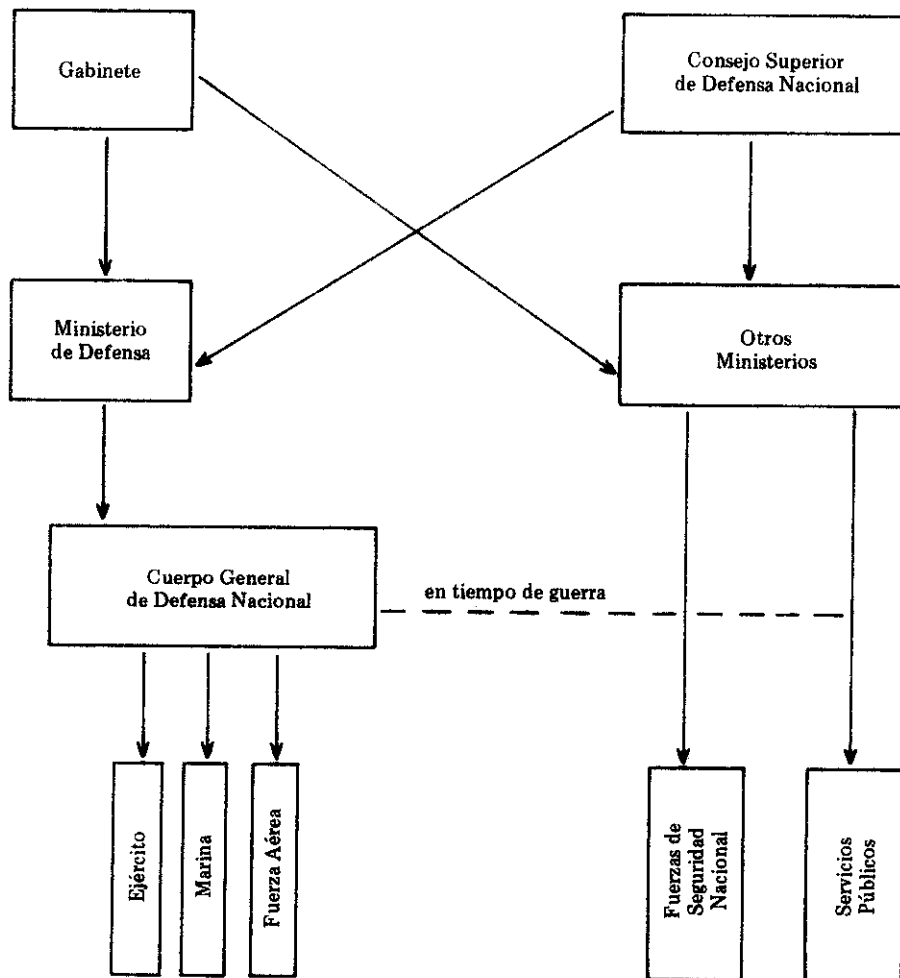 Gabinete
Consejo Superior
de Defensa Nacional
Ministerio
de Defensa
Otros
Ministerios
Cuerpo General
de Defensa Nacional
en tiempo de guerra
Ejército
Marina
Fuerza Aérea
Fuerzas de
Seguridad
Nacional
Servicios
Públicos